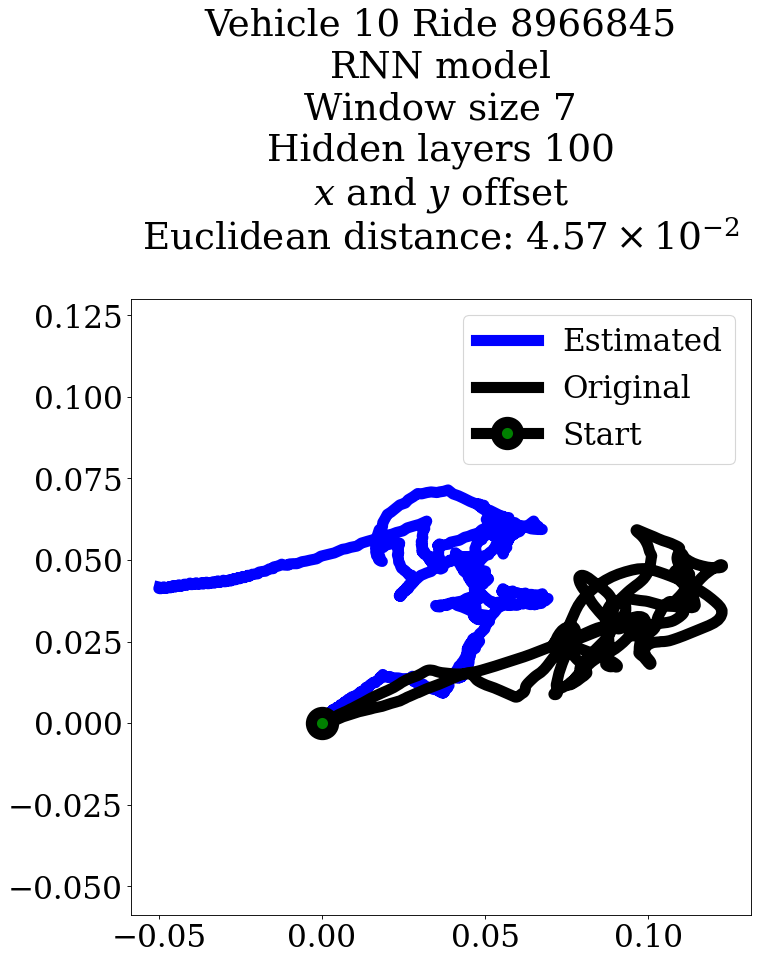 Vehicle 10 Ride 8966845
RNN model
Window size 7
Hidden layers 100
x and y offset
Euclidean distance: 4.57 × 10⁻²
Estimated
Original
Start
0.125
0.100
0.075
0.050
0.025
0.000
−0.025
−0.050
−0.05
0.00
0.05
0.10